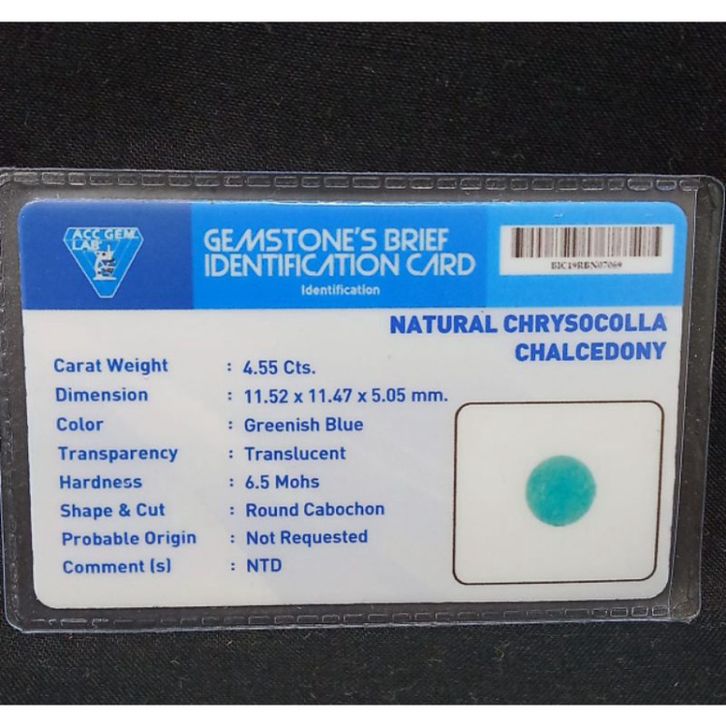 ACC GEM
LAB
GEMSTONE'S BRIEF
IDENTIFICATION CARD
Identification
BIC19RBN07069
NATURAL CHRYSOCOLLA
CHALCEDONY
Carat Weight : 4.55 Cts.
Dimension : 11.52 x 11.47 x 5.05 mm.
Color : Greenish Blue
Transparency : Translucent
Hardness : 6.5 Mohs
Shape & Cut : Round Cabochon
Probable Origin : Not Requested
Comment (s) : NTD